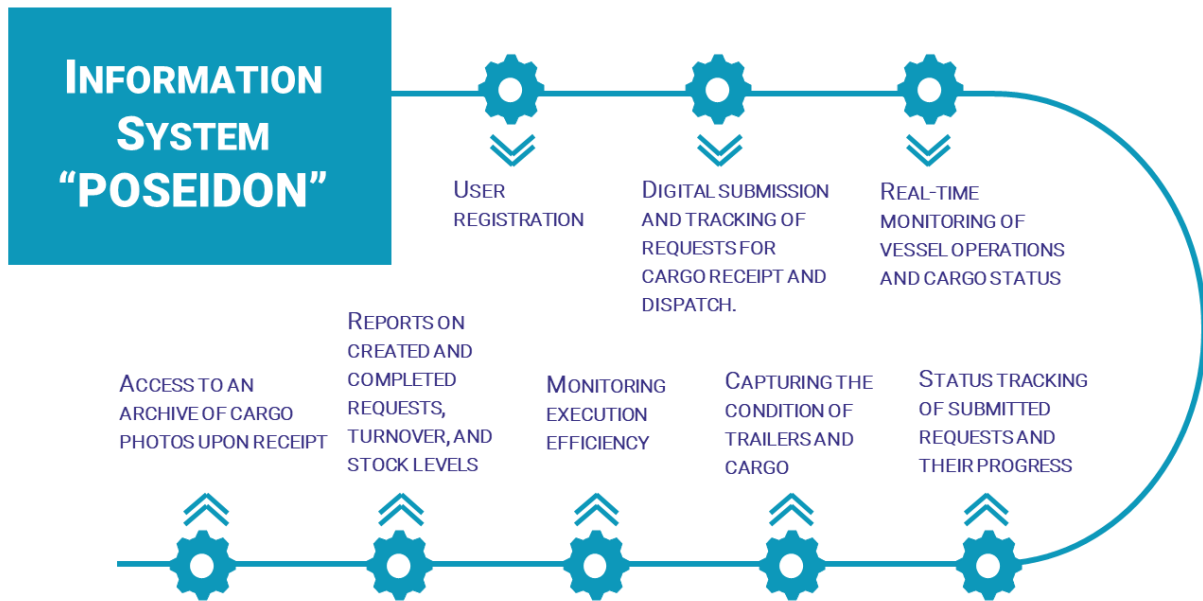 INFORMATION
SYSTEM
“POSEIDON”
USER
REGISTRATION
DIGITAL SUBMISSION
AND TRACKING OF
REQUESTS FOR
CARGO RECEIPT AND
DISPATCH.
REAL-TIME
MONITORING OF
VESSEL OPERATIONS
AND CARGO STATUS
STATUS TRACKING
OF SUBMITTED
REQUESTS AND
THEIR PROGRESS
CAPTURING THE
CONDITION OF
TRAILERS AND
CARGO
MONITORING
EXECUTION
EFFICIENCY
REPORTS ON
CREATED AND
COMPLETED
REQUESTS,
TURNOVER, AND
STOCK LEVELS
ACCESS TO AN
ARCHIVE OF CARGO
PHOTOS UPON RECEIPT